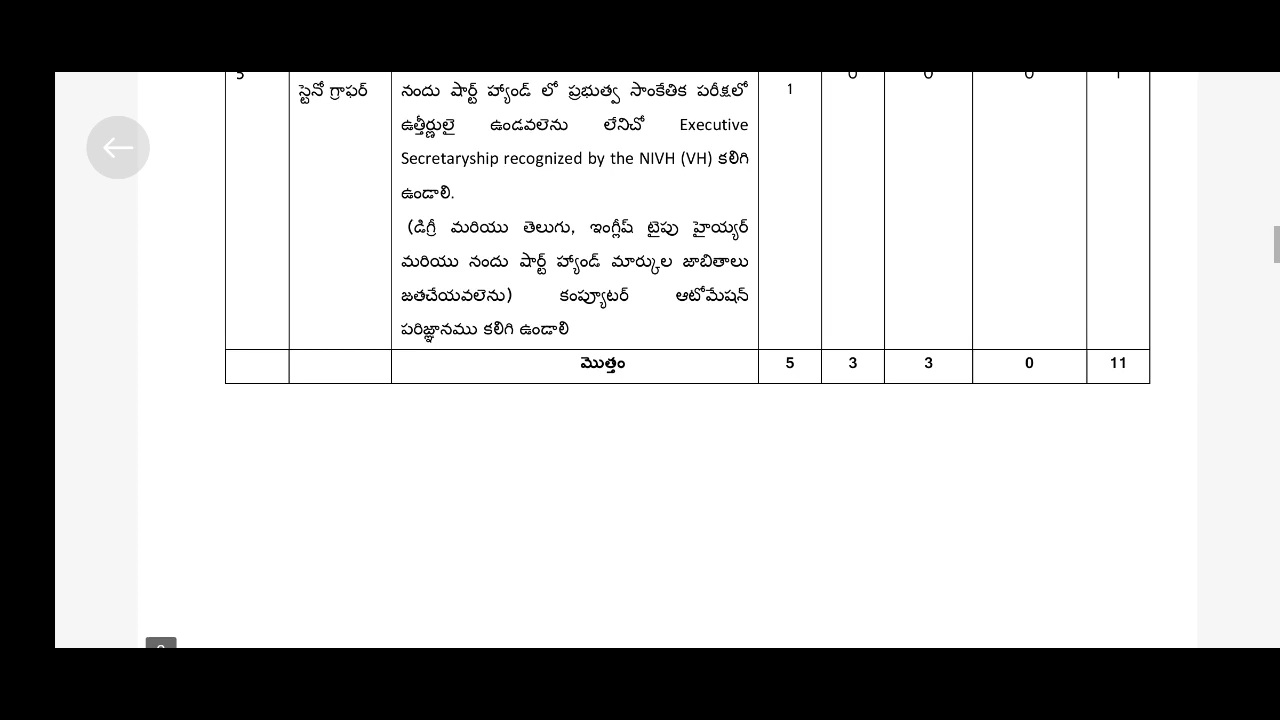 స్టెనో గ్రాఫర్
నందు షార్ట్ హ్యాండ్ లో ప్రభుత్వ సాంకేతిక పరీక్షలో 1
ఉత్తీర్ణులై ఉండవలెను లేనిచో Executive
Secretaryship recognized by the NIVH (VH) కలిగి
ఉండాలి.
(డిగ్రీ మరియు తెలుగు, ఇంగ్లీష్ టైపు హైయ్యర్
మరియు నందు షార్ట్ హ్యాండ్ మార్కుల జాబితాలు
జతచేయవలెను) కంప్యూటర్ ఆటోమేషన్
పరిజ్ఞానము కలిగి ఉండాలి
మొత్తం 5 3 3 0 11